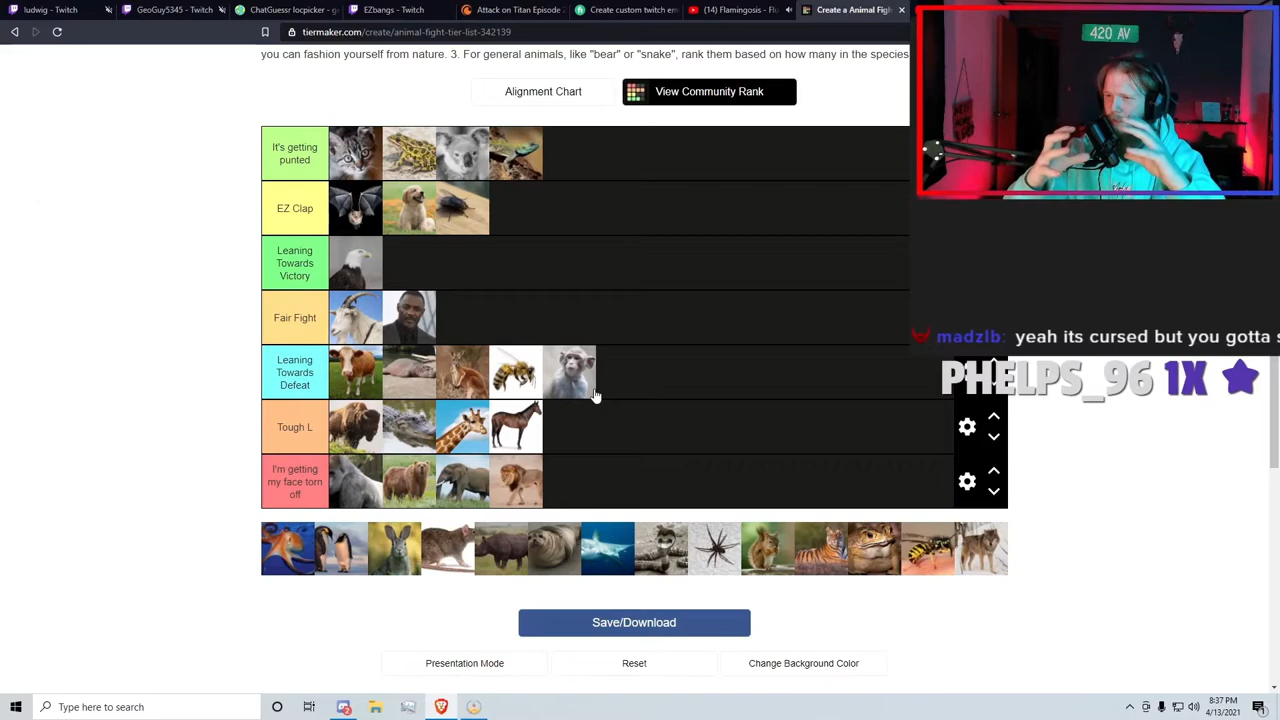 ludwig - Twitch
GeoGuy5345 - Twitch
ChatGuessr locpicker - g
EZbangs - Twitch
Attack on Titan Episode
Create custom twitch em
(14) Flamingosis - Flu
Create a Animal Fight
tiermaker.com/create/animal-fight-tier-list-342139
you can fashion yourself from nature. 3. For general animals, like "bear" or "snake", rank them based on how many in the species
Alignment Chart
View Community Rank
420 AV
It's getting
punted
EZ Clap
Leaning
Towards
Victory
Fair Fight
madzlb: yeah its cursed but you gotta s
Leaning
Towards
Defeat
PHELPS_96 1X
Tough L
I'm getting
my face torn
off
Save/Download
Presentation Mode
Reset
Change Background Color
Type here to search
2
8:37 PM
4/13/2021
1